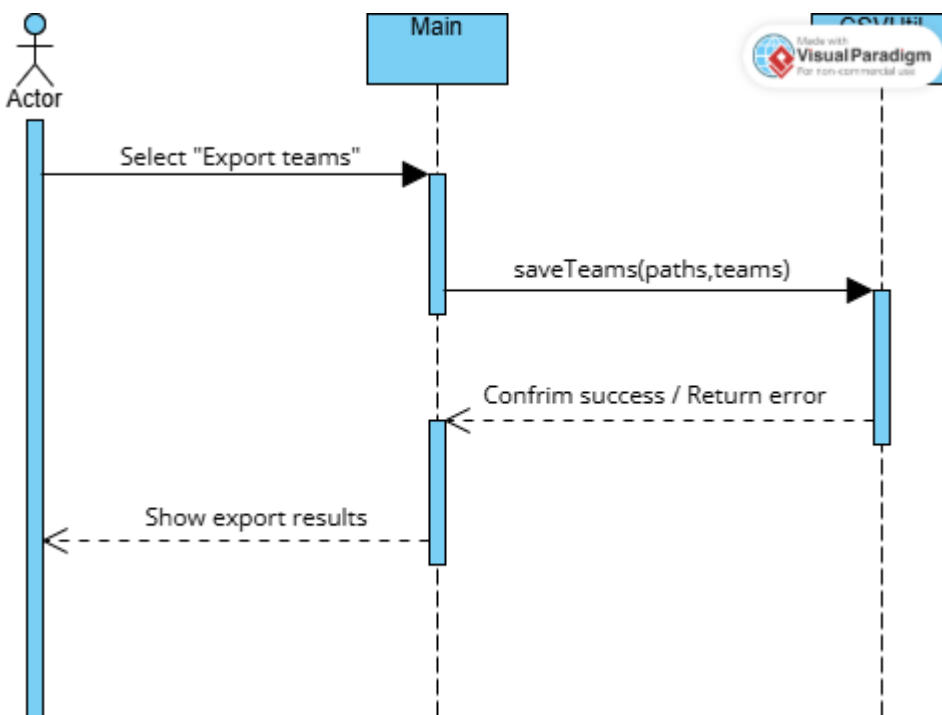 Main
CSVUtil
Made with
Visual Paradigm
For non-commercial use
Actor
Select "Export teams"
saveTeams(paths,teams)
Confrim success / Return error
Show export results